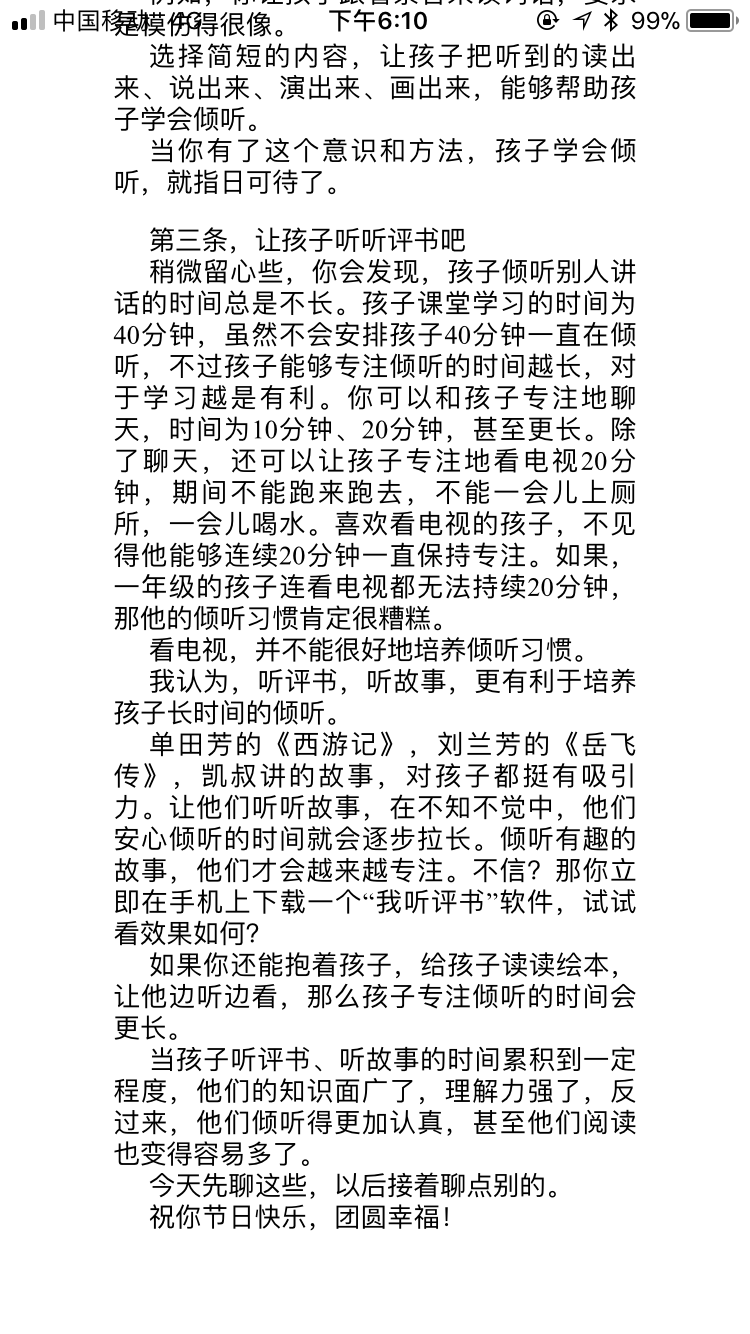 中国移动 4G 下午6:10 99%
是模仿得很像。
选择简短的内容，让孩子把听到的读出
来、说出来、演出来、画出来，能够帮助孩
子学会倾听。
当你有了这个意识和方法，孩子学会倾
听，就指日可待了。
第三条，让孩子听听评书吧
稍微留心些，你会发现，孩子倾听别人讲
话的时间总是不长。孩子课堂学习的时间为
40分钟，虽然不会安排孩子40分钟一直在倾
听，不过孩子能够专注倾听的时间越长，对
于学习越是有利。你可以和孩子专注地聊
天，时间为10分钟、20分钟，甚至更长。除
了聊天，还可以让孩子专注地看电视20分
钟，期间不能跑来跑去，不能一会儿上厕
所，一会儿喝水。喜欢看电视的孩子，不见
得他能够连续20分钟一直保持专注。如果，
一年级的孩子连看电视都无法持续20分钟，
那他的倾听习惯肯定很糟糕。
看电视，并不能很好地培养倾听习惯。
我认为，听评书，听故事，更有利于培养
孩子长时间的倾听。
单田芳的《西游记》，刘兰芳的《岳飞
传》，凯叔讲的故事，对孩子都挺有吸引
力。让他们听听故事，在不知不觉中，他们
安心倾听的时间就会逐步拉长。倾听有趣的
故事，他们才会越来越专注。不信？那你立
即在手机上下载一个“我听评书”软件，试试
看效果如何？
如果你还能抱着孩子，给孩子读读绘本，
让他边听边看，那么孩子专注倾听的时间会
更长。
当孩子听评书、听故事的时间累积到一定
程度，他们的知识面广了，理解力强了，反
过来，他们倾听得更加认真，甚至他们阅读
也变得容易多了。
今天先聊这些，以后接着聊点别的。
祝你节日快乐，团圆幸福！